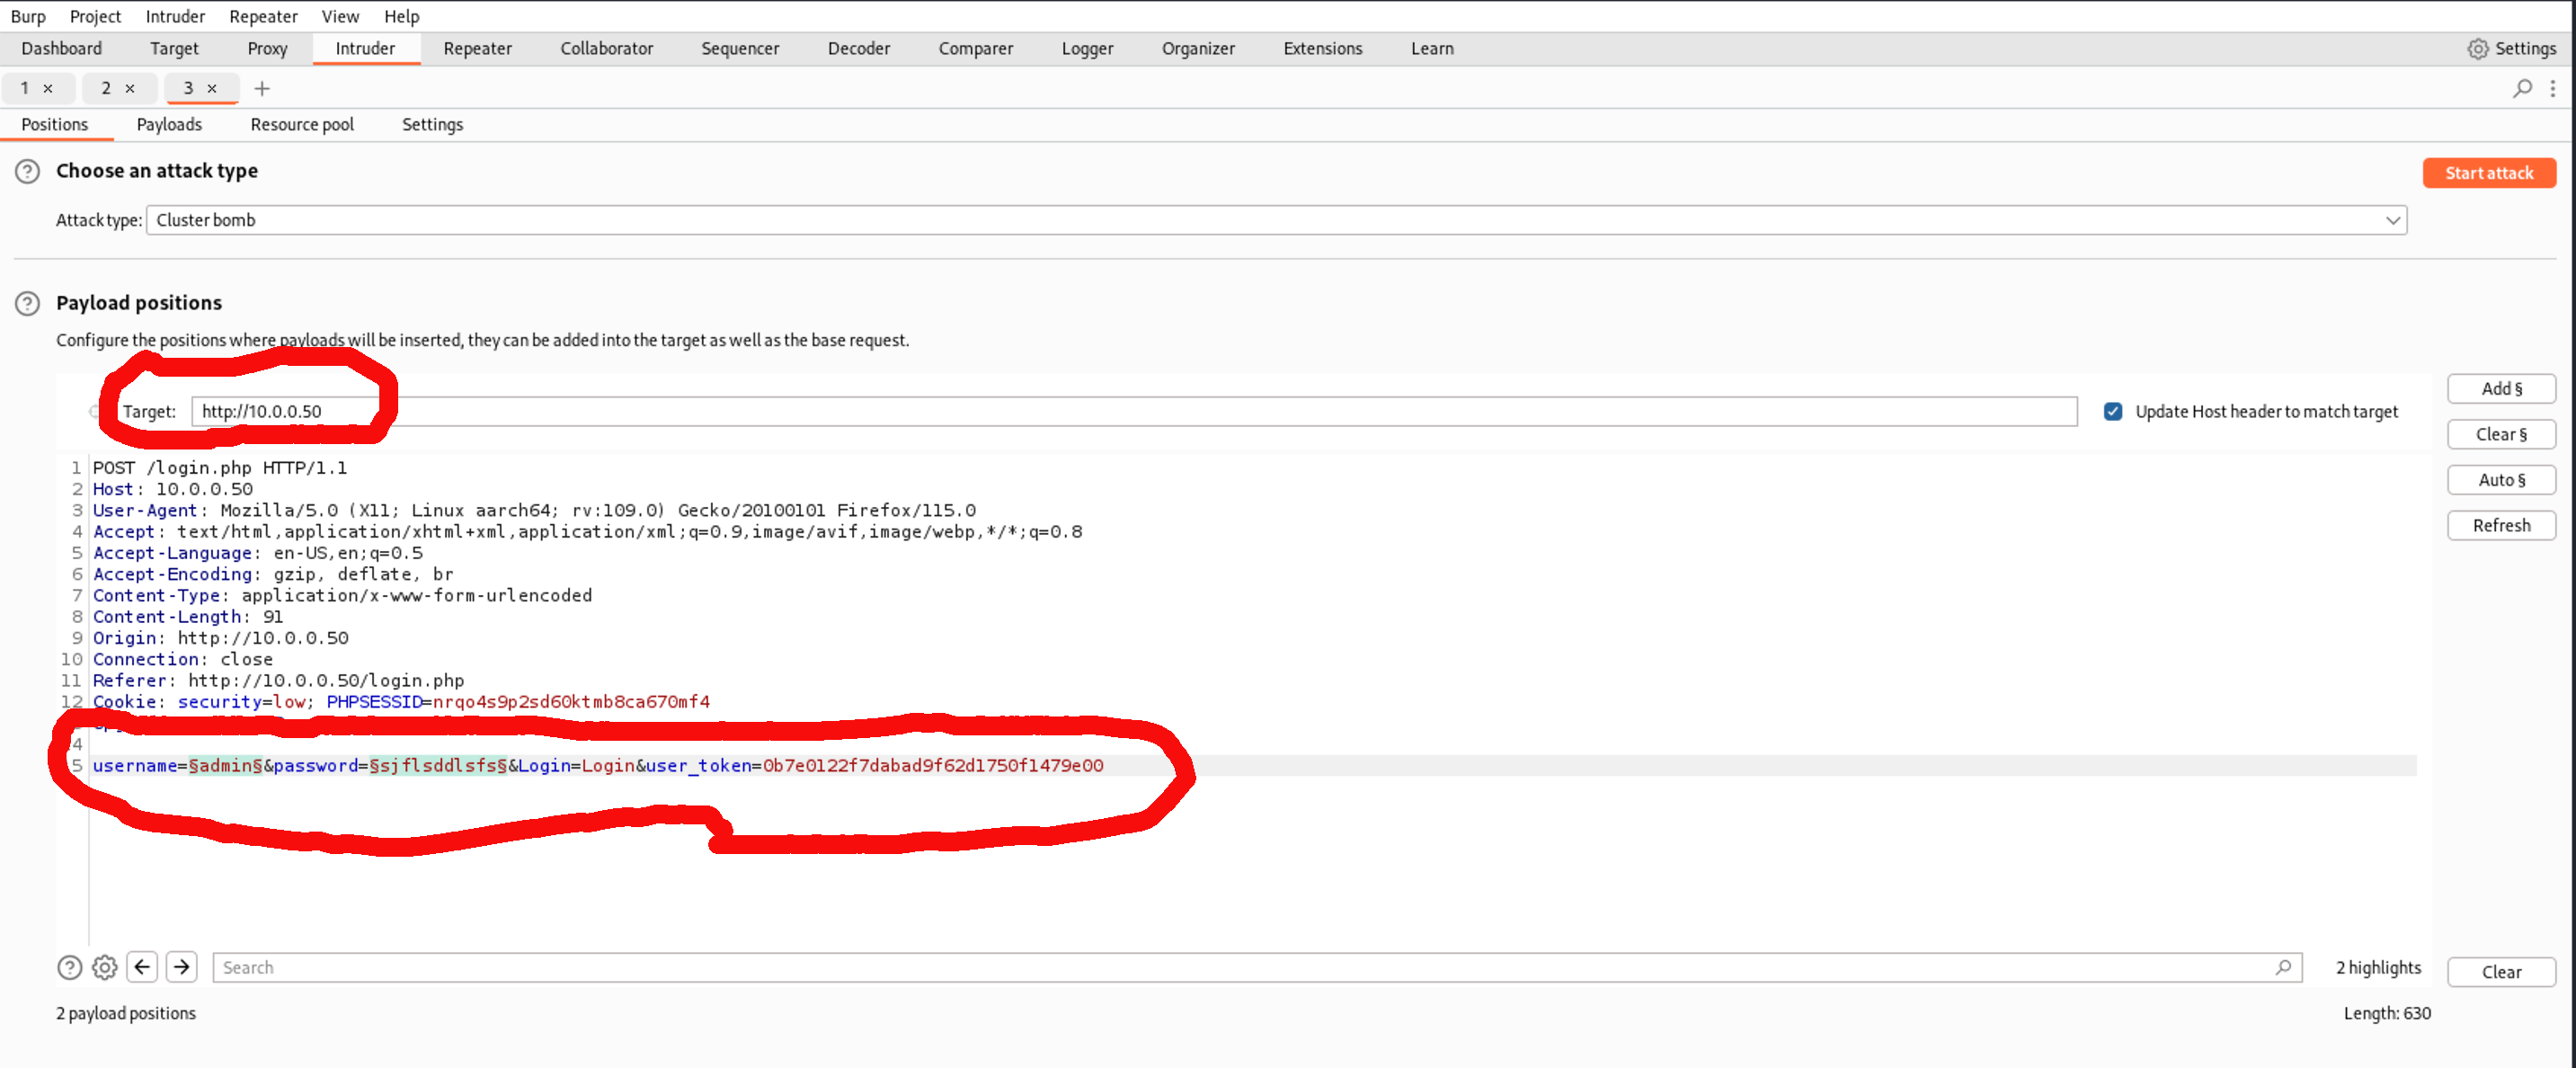 Burp Project Intruder Repeater View Help
Dashboard Target Proxy Intruder Repeater Collaborator Sequencer Decoder Comparer Logger Organizer Extensions Learn Settings
1 × 2 × 3 × +
Positions Payloads Resource pool Settings
? Choose an attack type Start attack
Attack type: Cluster bomb
? Payload positions
Configure the positions where payloads will be inserted, they can be added into the target as well as the base request.
Target: http://10.0.0.50 Update Host header to match target
Add §
Clear §
Auto §
Refresh
1 POST /login.php HTTP/1.1
2 Host: 10.0.0.50
3 User-Agent: Mozilla/5.0 (X11; Linux aarch64; rv:109.0) Gecko/20100101 Firefox/115.0
4 Accept: text/html,application/xhtml+xml,application/xml;q=0.9,image/avif,image/webp,*/*;q=0.8
5 Accept-Language: en-US,en;q=0.5
6 Accept-Encoding: gzip, deflate, br
7 Content-Type: application/x-www-form-urlencoded
8 Content-Length: 91
9 Origin: http://10.0.0.50
10 Connection: close
11 Referer: http://10.0.0.50/login.php
12 Cookie: security=low; PHPSESSID=nrqo4s9p2sd60ktmb8ca670mf4
4
5 username=§admin§&password=§sjflsddlsfs§&Login=Login&user_token=0b7e0122f7dabad9f62d1750f1479e00
? Search 2 highlights Clear
2 payload positions Length: 630